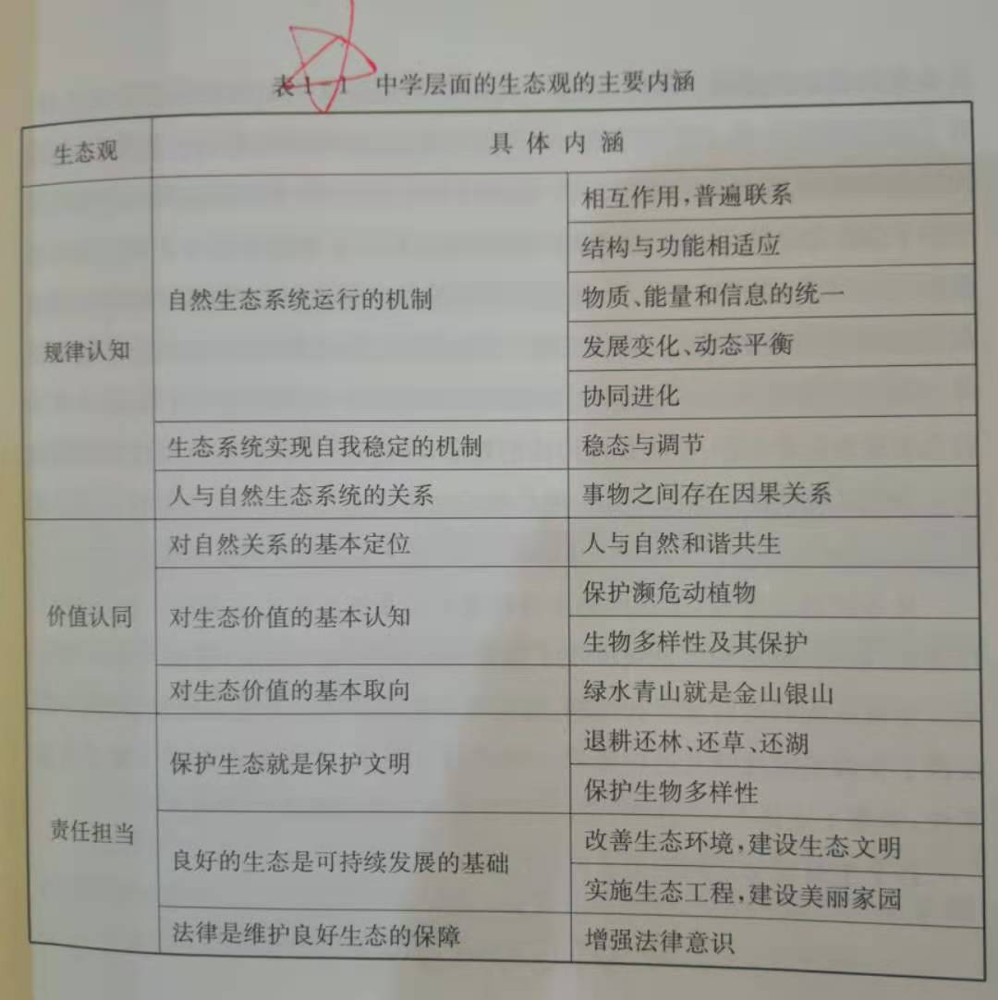 表1-1 中学层面的生态观的主要内涵
生态观 具体内涵
规律认知
自然生态系统运行的机制
相互作用,普遍联系
结构与功能相适应
物质、能量和信息的统一
发展变化、动态平衡
协同进化
生态系统实现自我稳定的机制 稳态与调节
人与自然生态系统的关系 事物之间存在因果关系
价值认同
对自然关系的基本定位 人与自然和谐共生
对生态价值的基本认知
保护濒危动植物
生物多样性及其保护
对生态价值的基本取向 绿水青山就是金山银山
责任担当
保护生态就是保护文明
退耕还林、还草、还湖
保护生物多样性
良好的生态是可持续发展的基础
改善生态环境,建设生态文明
实施生态工程,建设美丽家园
法律是维护良好生态的保障 增强法律意识